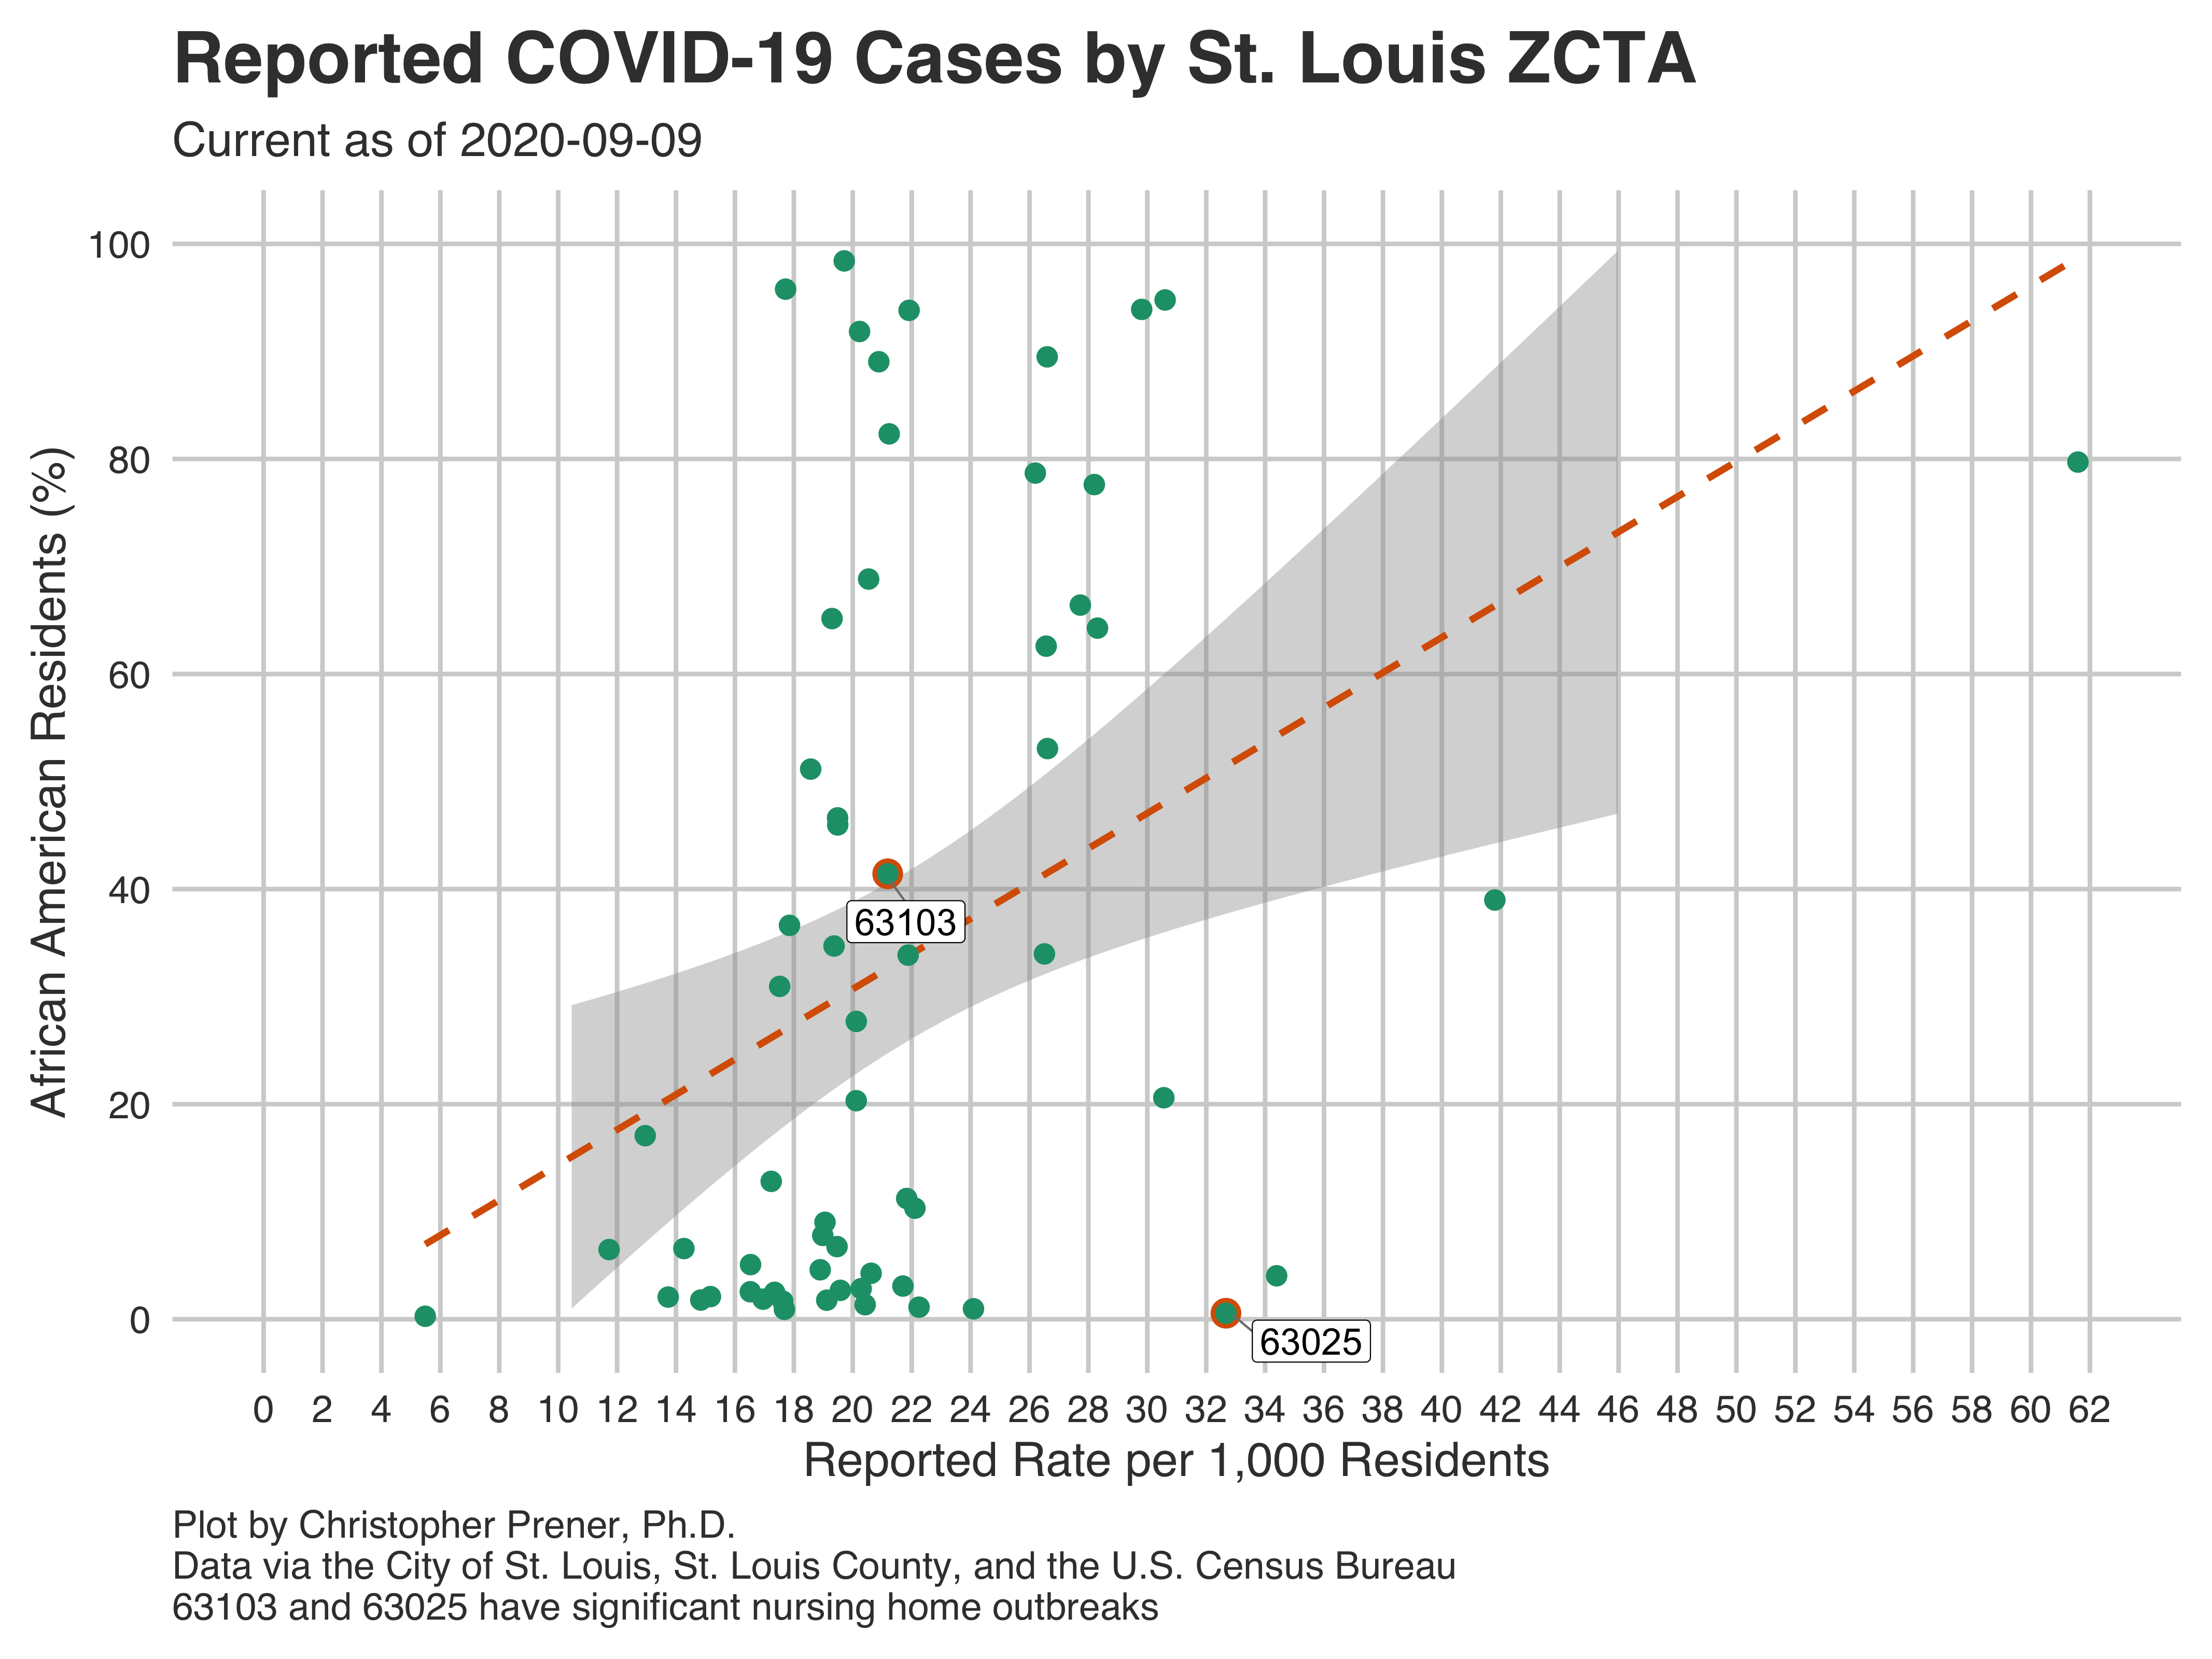 Reported COVID-19 Cases by St. Louis ZCTA
Current as of 2020-09-09
African American Residents (%)
100
80
60
40
20
0
63103
63025
0 2 4 6 8 10 12 14 16 18 20 22 24 26 28 30 32 34 36 38 40 42 44 46 48 50 52 54 56 58 60 62
Reported Rate per 1,000 Residents
Plot by Christopher Prener, Ph.D.
Data via the City of St. Louis, St. Louis County, and the U.S. Census Bureau
63103 and 63025 have significant nursing home outbreaks